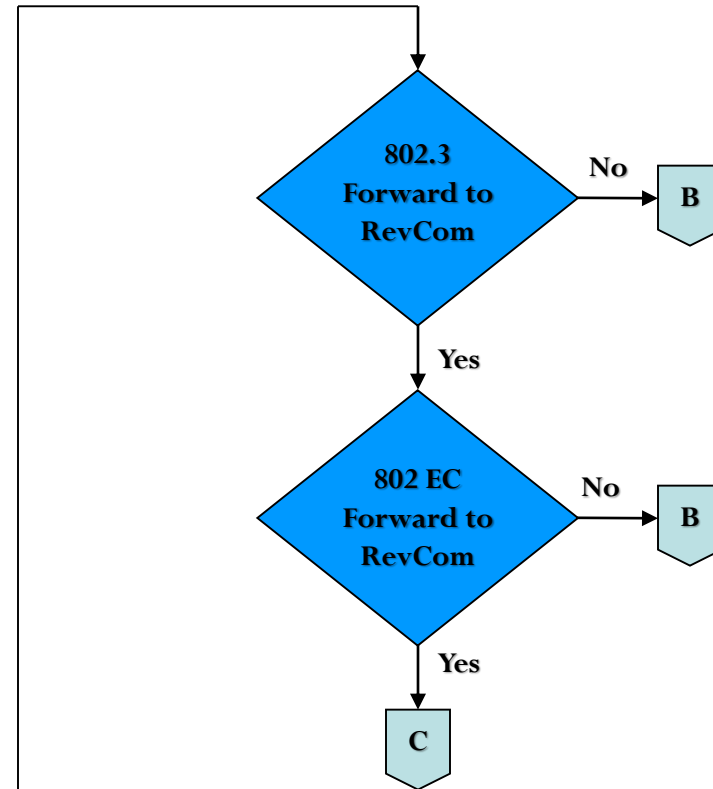 802.3
Forward to
RevCom
No
B
Yes
802 EC
Forward to
RevCom
No
B
Yes
C